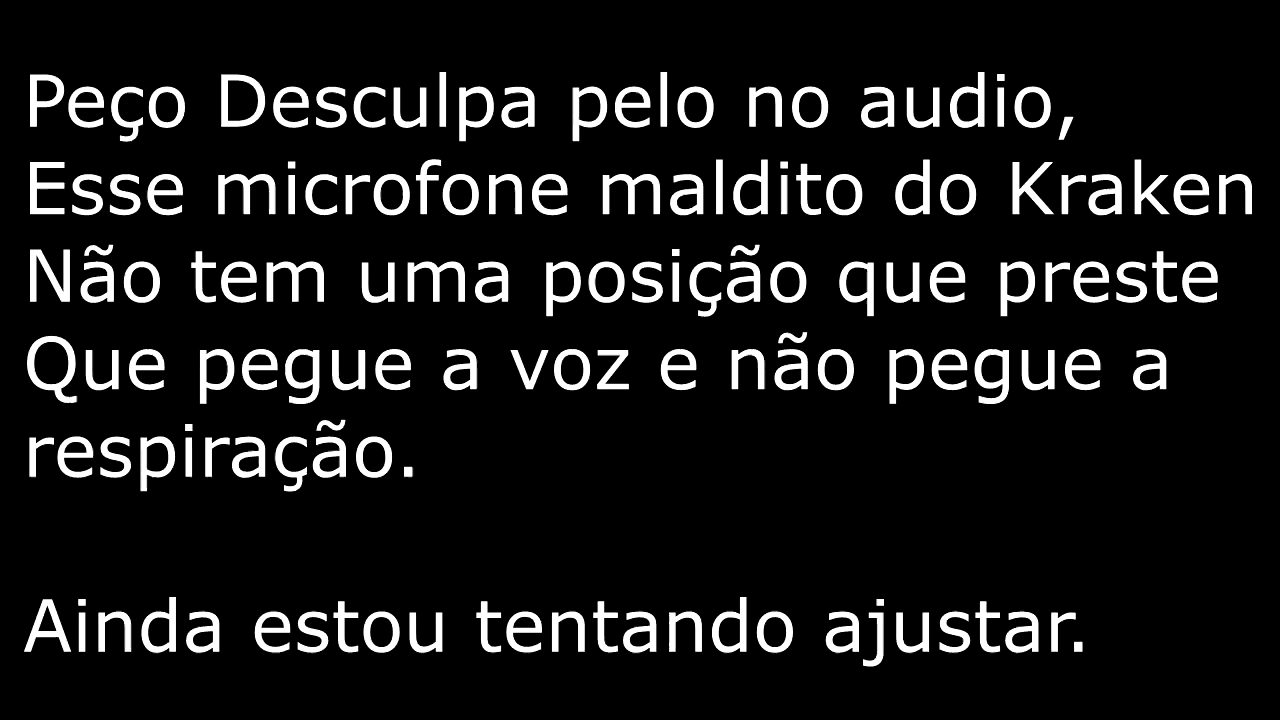 Peço Desculpa pelo no audio,
Esse microfone maldito do Kraken
Não tem uma posição que preste
Que pegue a voz e não pegue a
respiração.
Ainda estou tentando ajustar.